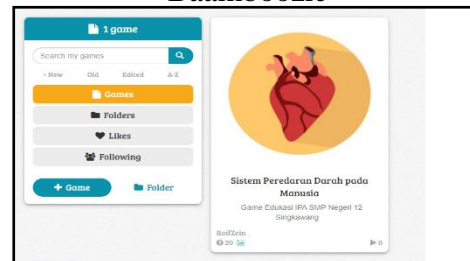 1 game
Search my games
New Old Edited A-Z
Games
Folders
Likes
Following
+ Game Folder
Sistem Peredaran Darah pada
Manusia
Game Edukasi IPA SMP Negeri 12
Singkawang
RoifZein
20 0